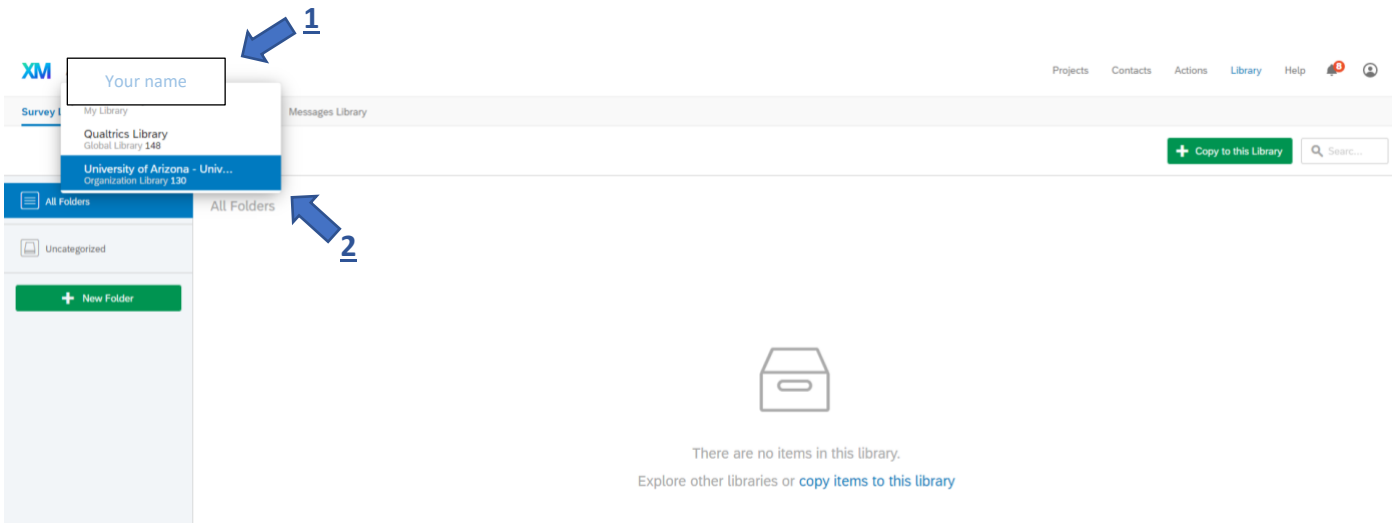 1
XM
Your name
Projects Contacts Actions Library Help 8
Survey
My Library
Messages Library
Qualtrics Library
Global Library 148
Copy to this Library
Searc...
University of Arizona - Univ...
Organization Library 130
All Folders
All Folders
2
Uncategorized
New Folder
There are no items in this library.
Explore other libraries or copy items to this library